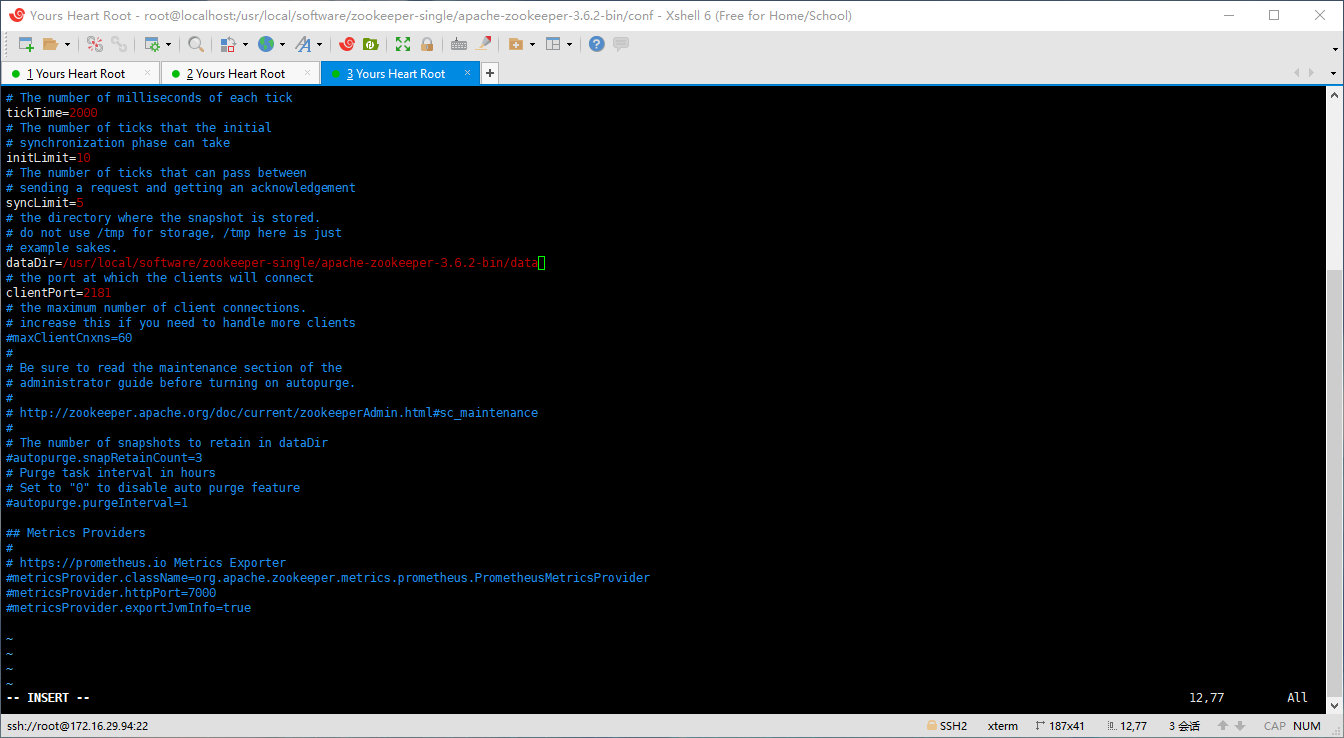 Yours Heart Root - root@localhost:/usr/local/software/zookeeper-single/apache-zookeeper-3.6.2-bin/conf - Xshell 6 (Free for Home/School)
1 Yours Heart Root × 2 Yours Heart Root × 3 Yours Heart Root × +
# The number of milliseconds of each tick
tickTime=2000
# The number of ticks that the initial
# synchronization phase can take
initLimit=10
# The number of ticks that can pass between
# sending a request and getting an acknowledgement
syncLimit=5
# the directory where the snapshot is stored.
# do not use /tmp for storage, /tmp here is just
# example sakes.
dataDir=/usr/local/software/zookeeper-single/apache-zookeeper-3.6.2-bin/data
# the port at which the clients will connect
clientPort=2181
# the maximum number of client connections.
# increase this if you need to handle more clients
#maxClientCnxns=60
#
# Be sure to read the maintenance section of the
# administrator guide before turning on autopurge.
#
# http://zookeeper.apache.org/doc/current/zookeeperAdmin.html#sc_maintenance
#
# The number of snapshots to retain in dataDir
#autopurge.snapRetainCount=3
# Purge task interval in hours
# Set to "0" to disable auto purge feature
#autopurge.purgeInterval=1
## Metrics Providers
#
# https://prometheus.io Metrics Exporter
#metricsProvider.className=org.apache.zookeeper.metrics.prometheus.PrometheusMetricsProvider
#metricsProvider.httpPort=7000
#metricsProvider.exportJvmInfo=true
~
~
~
~
-- INSERT -- 12,77 All
ssh://root@172.16.29.94:22 SSH2 xterm 187x41 12,77 3 会话 CAP NUM